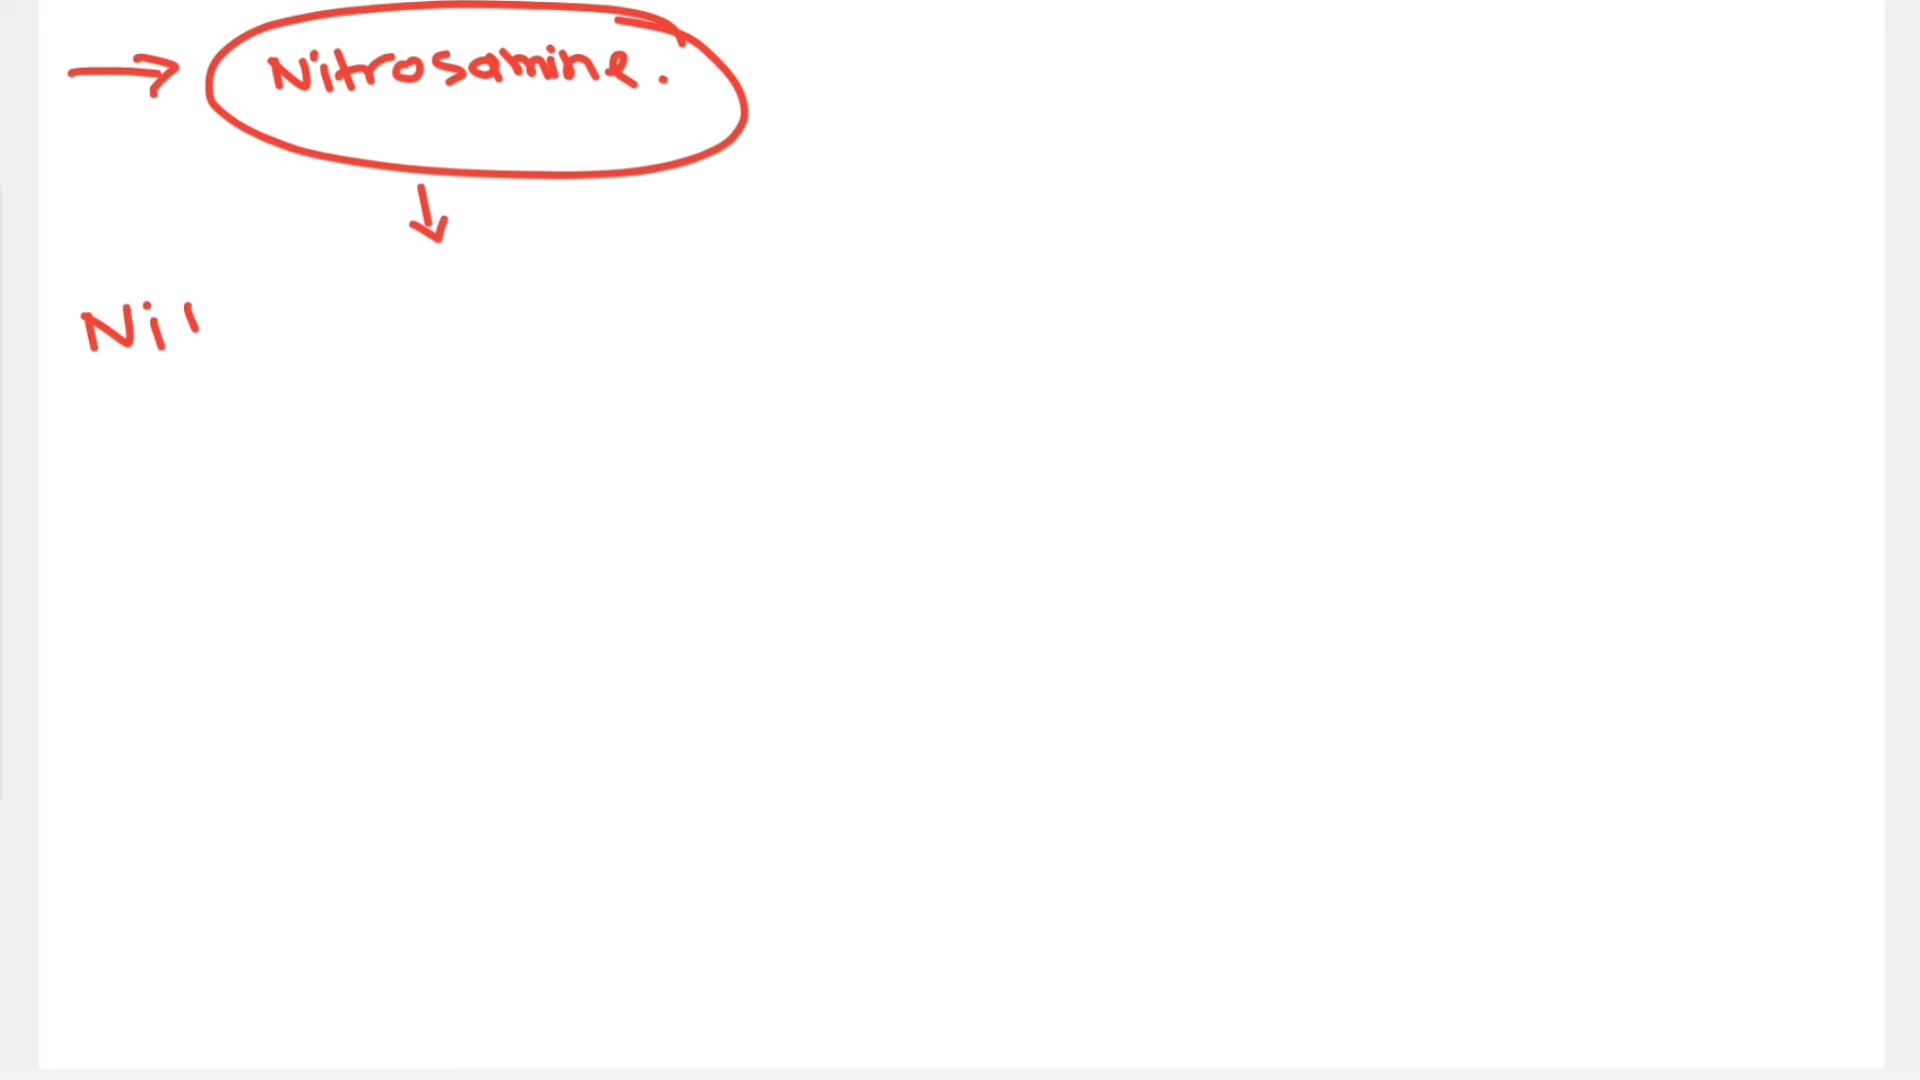 → Nitrosamine.
↓
Ni